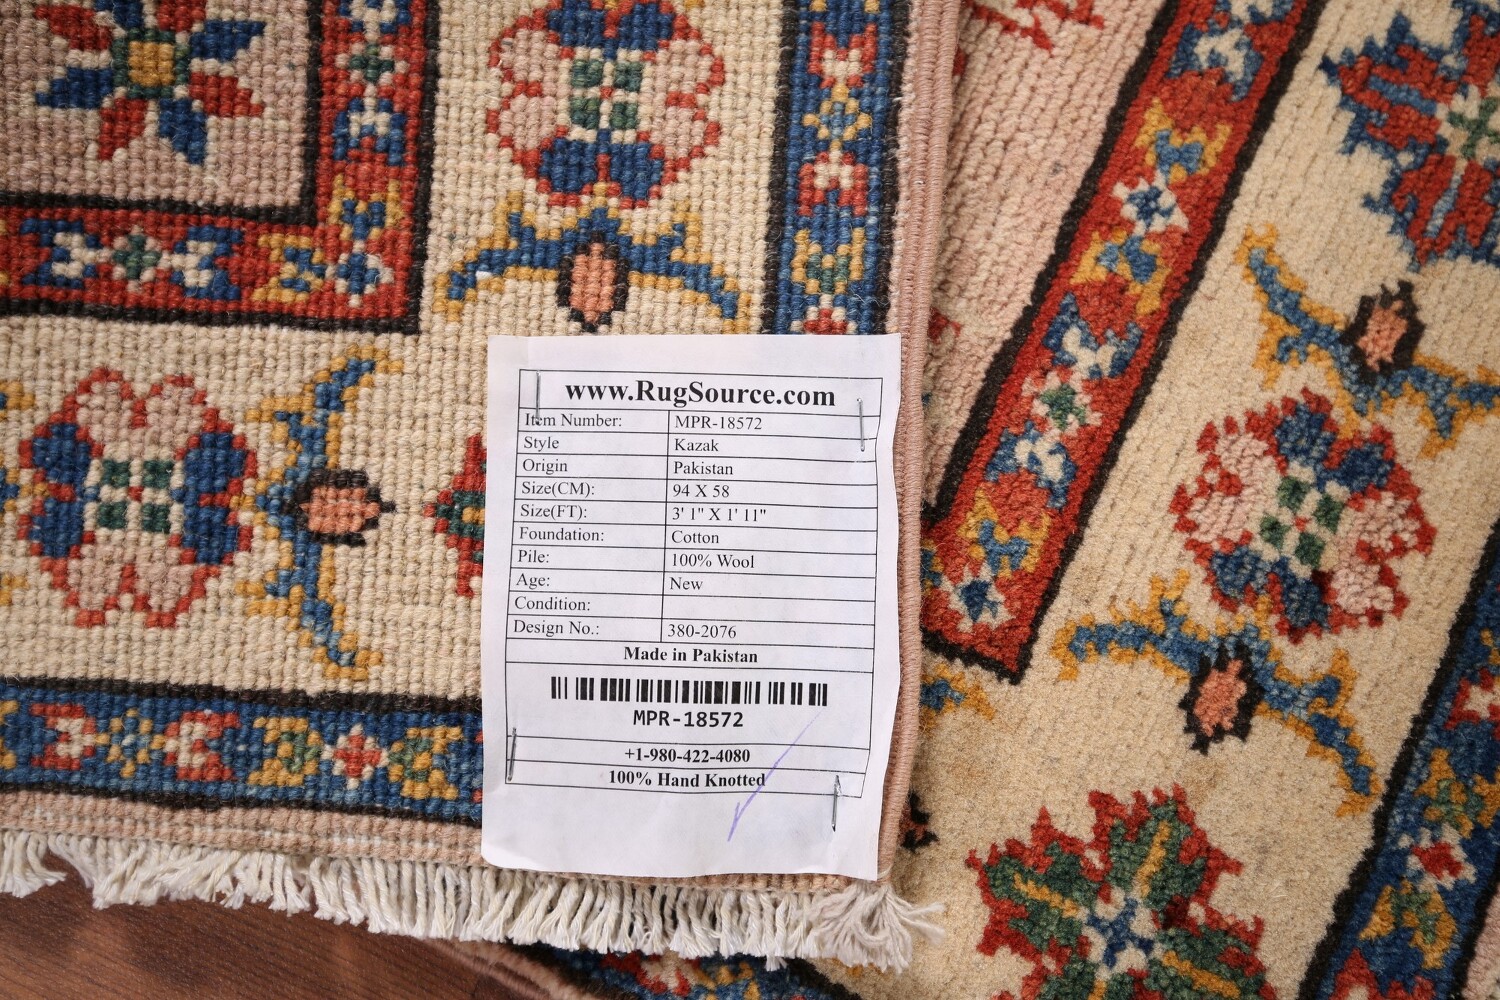 www.RugSource.com
Item Number: MPR-18572
Style Kazak
Origin Pakistan
Size(CM): 94 X 58
Size(FT): 3' 1" X 1' 11"
Foundation: Cotton
Pile: 100% Wool
Age: New
Condition:
Design No.: 380-2076
Made in Pakistan
MPR-18572
+1-980-422-4080
100% Hand Knotted